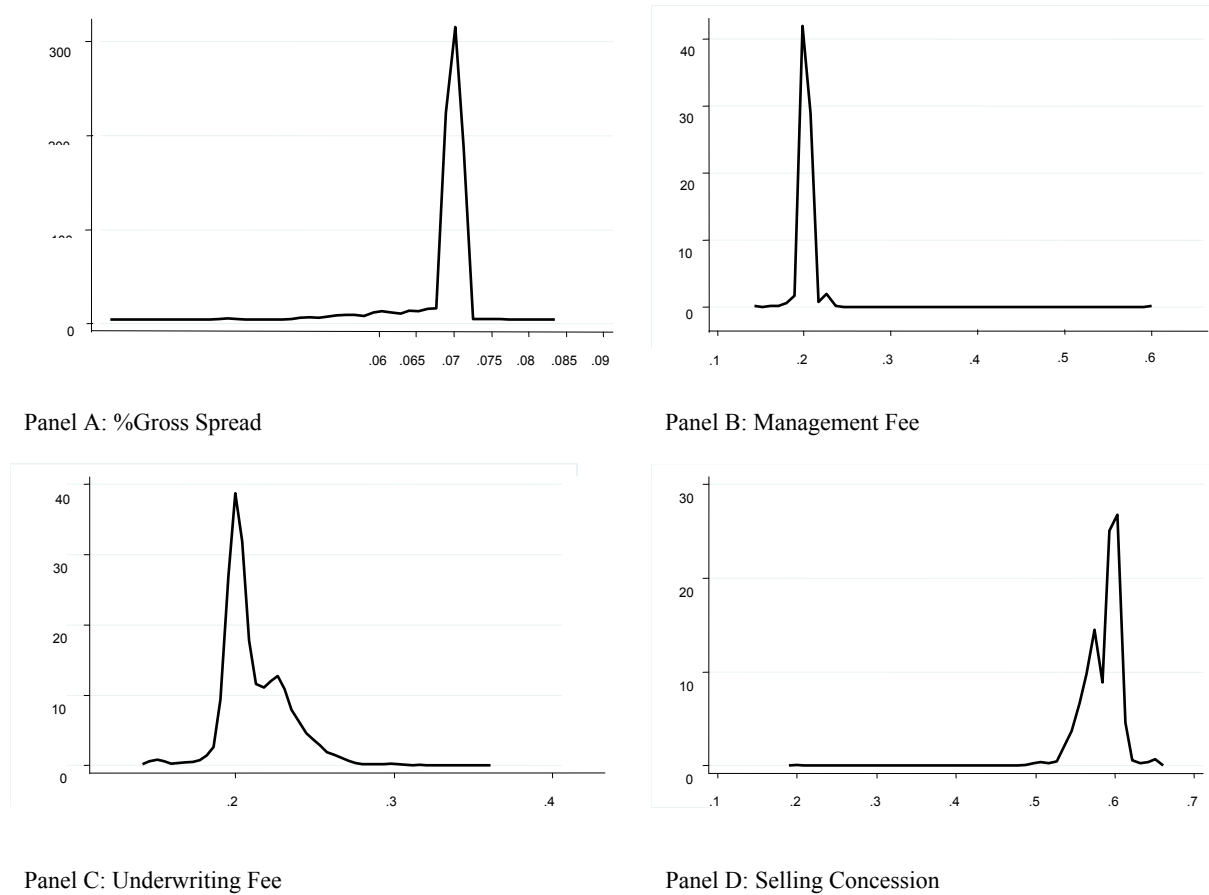 300
200
100
0
.06 .065 .07 .075 .08 .085 .09
Panel A: %Gross Spread
40
30
20
10
0
.1 .2 .3 .4 .5 .6
Panel B: Management Fee
40
30
20
10
0
.2 .3 .4
Panel C: Underwriting Fee
30
20
10
0
.1 .2 .3 .4 .5 .6 .7
Panel D: Selling Concession